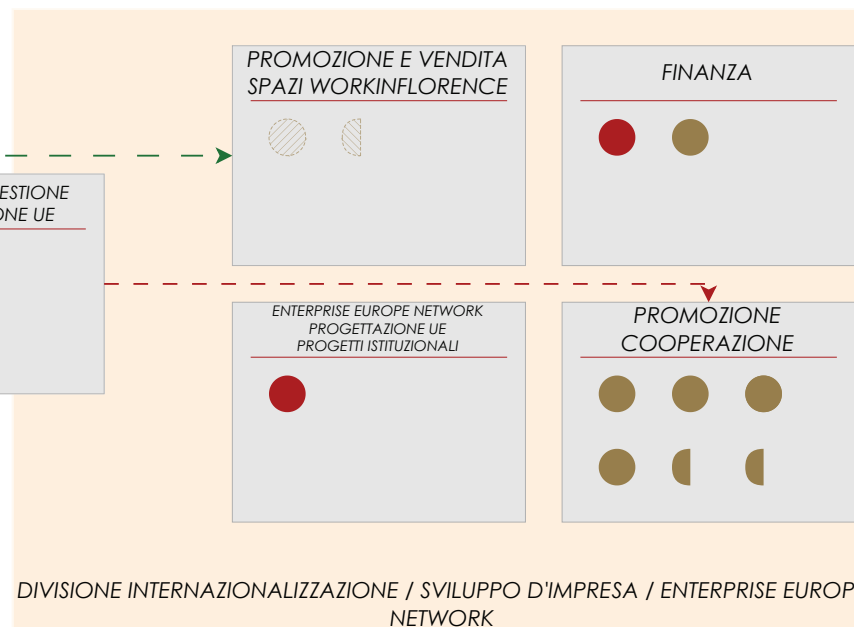 PROMOZIONE E VENDITA
SPAZI WORKINFLORENCE
FINANZA
ESTIONE
ONE UE
ENTERPRISE EUROPE NETWORK
PROGETTAZIONE UE
PROGETTI ISTITUZIONALI
PROMOZIONE
COOPERAZIONE
DIVISIONE INTERNAZIONALIZZAZIONE / SVILUPPO D'IMPRESA / ENTERPRISE EUROP
NETWORK